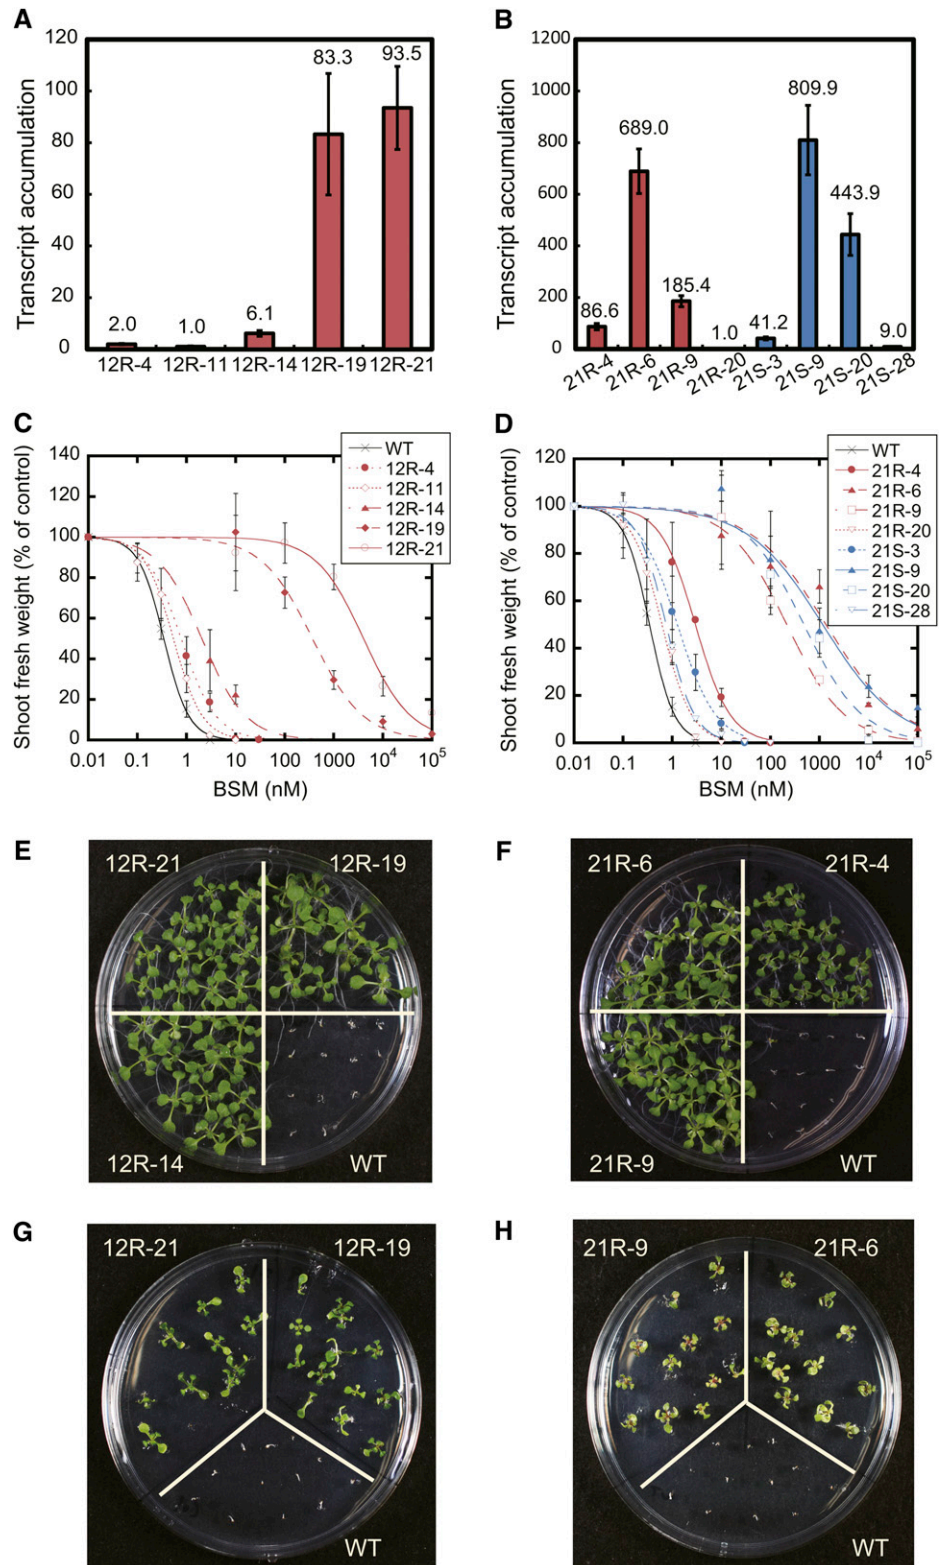 A
Transcript accumulation
120
100
80
60
40
20
0
2.0
1.0
6.1
83.3
93.5
12R-4
12R-11
12R-14
12R-19
12R-21
B
Transcript accumulation
1200
1000
800
600
400
200
0
86.6
689.0
185.4
1.0
41.2
809.9
443.9
9.0
21R-4
21R-6
21R-9
21R-20
21S-3
21S-9
21S-20
21S-28
C
Shoot fresh weight (% of control)
140
120
100
80
60
40
20
0
0.01 0.1 1 10 100 1000 10⁴ 10⁵
BSM (nM)
WT
12R-4
12R-11
12R-14
12R-19
12R-21
D
Shoot fresh weight (% of control)
120
100
80
60
40
20
0
0.01 0.1 1 10 100 1000 10⁴ 10⁵
BSM (nM)
WT
21R-4
21R-6
21R-9
21R-20
21S-3
21S-9
21S-20
21S-28
E
12R-21
12R-19
12R-14
WT
F
21R-6
21R-4
21R-9
WT
G
12R-21
12R-19
WT
H
21R-9
21R-6
WT